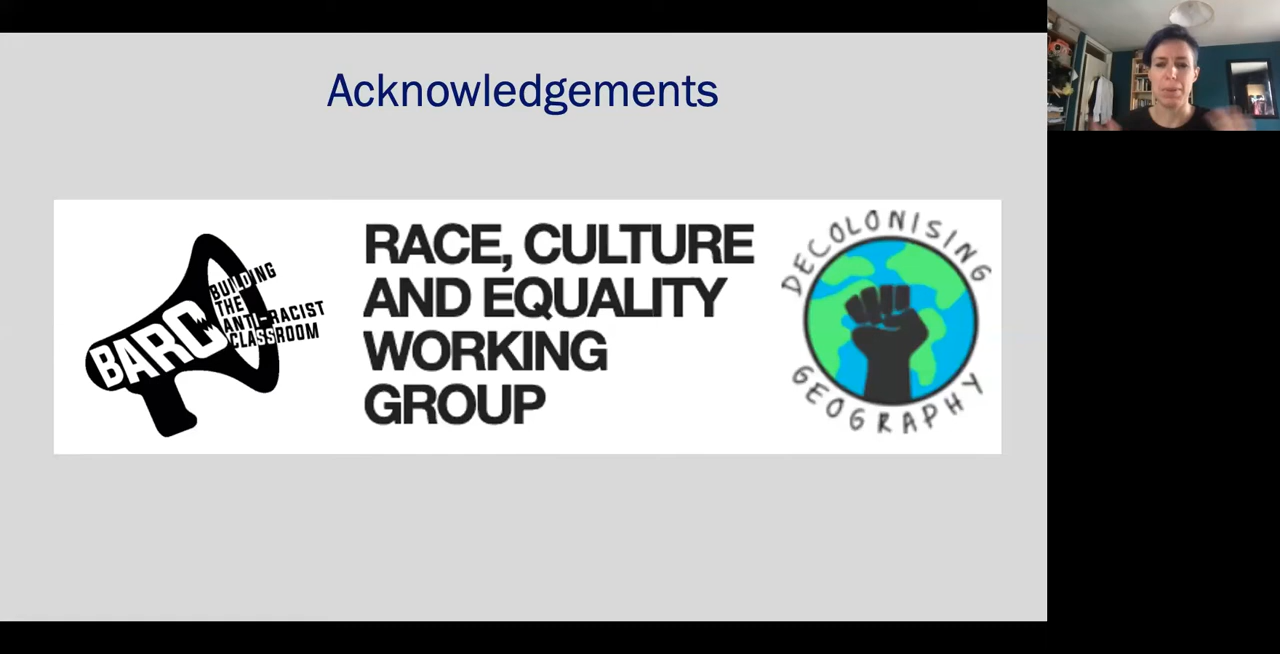 Acknowledgements
BARC
BUILDING
THE
ANTI-RACIST
CLASSROOM
RACE, CULTURE
AND EQUALITY
WORKING
GROUP
DECOLONISING
GEOGRAPHY